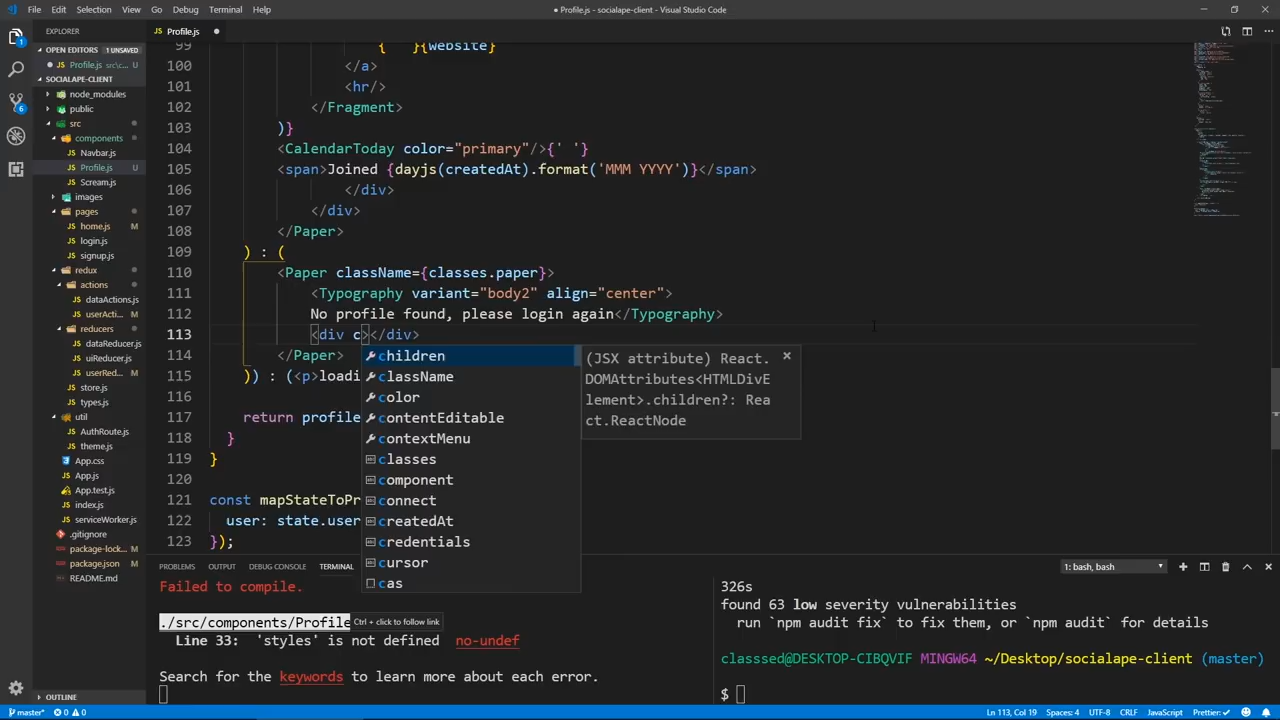 File Edit Selection View Go Debug Terminal Help
● Profile.js - socialape-client - Visual Studio Code
EXPLORER
OPEN EDITORS 1 UNSAVED
Profile.js src\c... U
SOCIALAPE-CLIENT
node_modules
public
src
components
Navbar.js
Profile.js U
Scream.js
images
pages
home.js M
login.js
signup.js
redux
actions
dataActions.js
userActi... M
reducers
dataReducer.js
uiReducer.js
userRed... M
store.js
types.js
util
AuthRoute.js
theme.js
App.css
App.js
App.test.js
index.js
serviceWorker.js
.gitignore
package-lock... M
package.json M
README.md
OUTLINE
Profile.js ●
99 { }{website}
100 </a>
101 <hr/>
102 </Fragment>
103 )}
104 <CalendarToday color="primary"/>{' '}
105 <span>Joined {dayjs(createdAt).format('MMM YYYY')}</span>
106 </div>
107 </div>
108 </Paper>
109 ) : (
110 <Paper className={classes.paper}>
111 <Typography variant="body2" align="center">
112 No profile found, please login again</Typography>
113 <div c></div>
114 </Paper>
115 )) : (<p>loadi
116
117 return profile
118 }
119 }
120
121 const mapStateToPr
122 user: state.user
123 });
children
className
color
contentEditable
contextMenu
classes
component
connect
createdAt
credentials
cursor
as
(JSX attribute) React.
DOMAttributes<HTMLDivE
lement>.children?: Rea
ct.ReactNode
PROBLEMS OUTPUT DEBUG CONSOLE TERMINAL 1: bash, bash
Failed to compile.
./src/components/Profile Ctrl + click to follow link
Line 33: 'styles' is not defined no-undef
Search for the keywords to learn more about each error.
326s
found 63 low severity vulnerabilities
run `npm audit fix` to fix them, or `npm audit` for details
classsed@DESKTOP-CIBQVIF MINGW64 ~/Desktop/socialape-client (master)
$
master* 0 0 Ln 113, Col 19 Spaces: 4 UTF-8 CRLF JavaScript Prettier: ✓